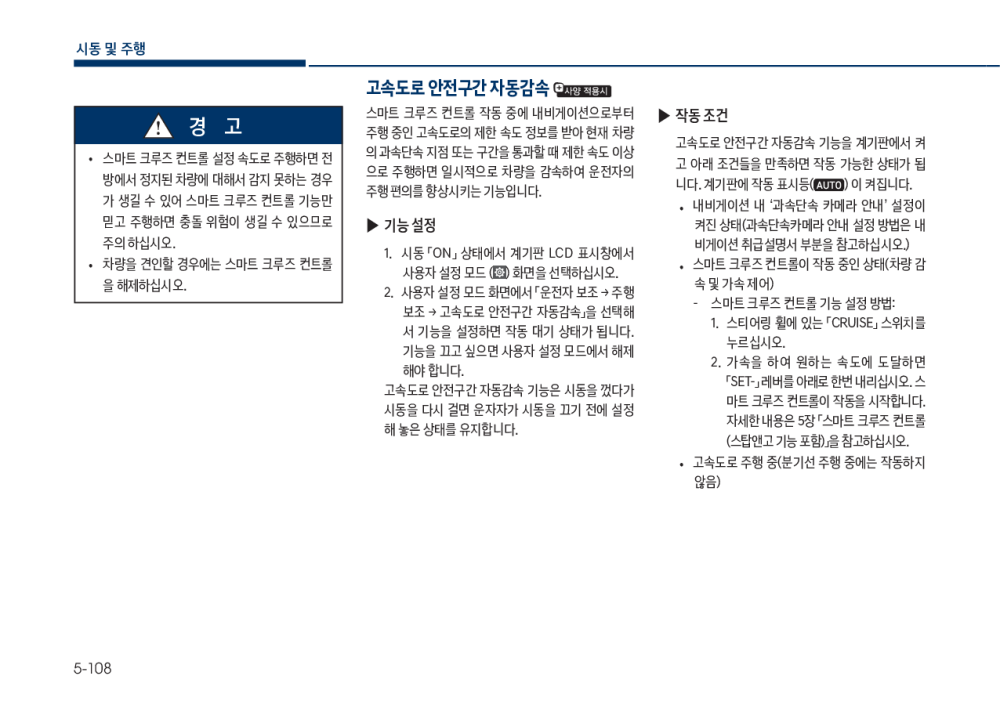 시동 및 주행
경 고
• 스마트 크루즈 컨트롤 설정 속도로 주행하면 전
방에서 정지된 차량에 대해서 감지 못하는 경우
가 생길 수 있어 스마트 크루즈 컨트롤 기능만
믿고 주행하면 충돌 위험이 생길 수 있으므로
주의 하십시오.
• 차량을 견인할 경우에는 스마트 크루즈 컨트롤
을 해제하십시오.
고속도로 안전구간 자동감속 사양 적용시
스마트 크루즈 컨트롤 작동 중에 내비게이션으로부터
주행 중인 고속도로의 제한 속도 정보를 받아 현재 차량
의 과속단속 지점 또는 구간을 통과할 때 제한 속도 이상
으로 주행하면 일시적으로 차량을 감속하여 운전자의
주행 편의를 향상시키는 기능입니다.
▶ 기능 설정
1. 시동 「ON」 상태에서 계기판 LCD 표시창에서
사용자 설정 모드 ( ) 화면을 선택하십시오.
2. 사용자 설정 모드 화면에서 「운전자 보조 → 주행
보조 → 고속도로 안전구간 자동감속」을 선택해
서 기능을 설정하면 작동 대기 상태가 됩니다.
기능을 끄고 싶으면 사용자 설정 모드에서 해제
해야 합니다.
고속도로 안전구간 자동감속 기능은 시동을 껐다가
시동을 다시 걸면 운자자가 시동을 끄기 전에 설정
해 놓은 상태를 유지합니다.
▶ 작동 조건
고속도로 안전구간 자동감속 기능을 계기판에서 켜
고 아래 조건들을 만족하면 작동 가능한 상태가 됩
니다. 계기판에 작동 표시등(AUTO) 이 켜집니다.
• 내비게이션 내 ‘과속단속 카메라 안내’ 설정이
켜진 상태(과속단속카메라 안내 설정 방법은 내
비게이션 취급설명서 부분을 참고하십시오.)
• 스마트 크루즈 컨트롤이 작동 중인 상태(차량 감
속 및 가속 제어)
- 스마트 크루즈 컨트롤 기능 설정 방법:
1. 스티어링 휠에 있는 「CRUISE」 스위치를
누르십시오.
2. 가속을 하여 원하는 속도에 도달하면
「SET-」 레버를 아래로 한번 내리십시오. 스
마트 크루즈 컨트롤이 작동을 시작합니다.
자세한 내용은 5장 「스마트 크루즈 컨트롤
(스탑앤고 기능 포함)」을 참고하십시오.
• 고속도로 주행 중(분기선 주행 중에는 작동하지
않음)
5-108